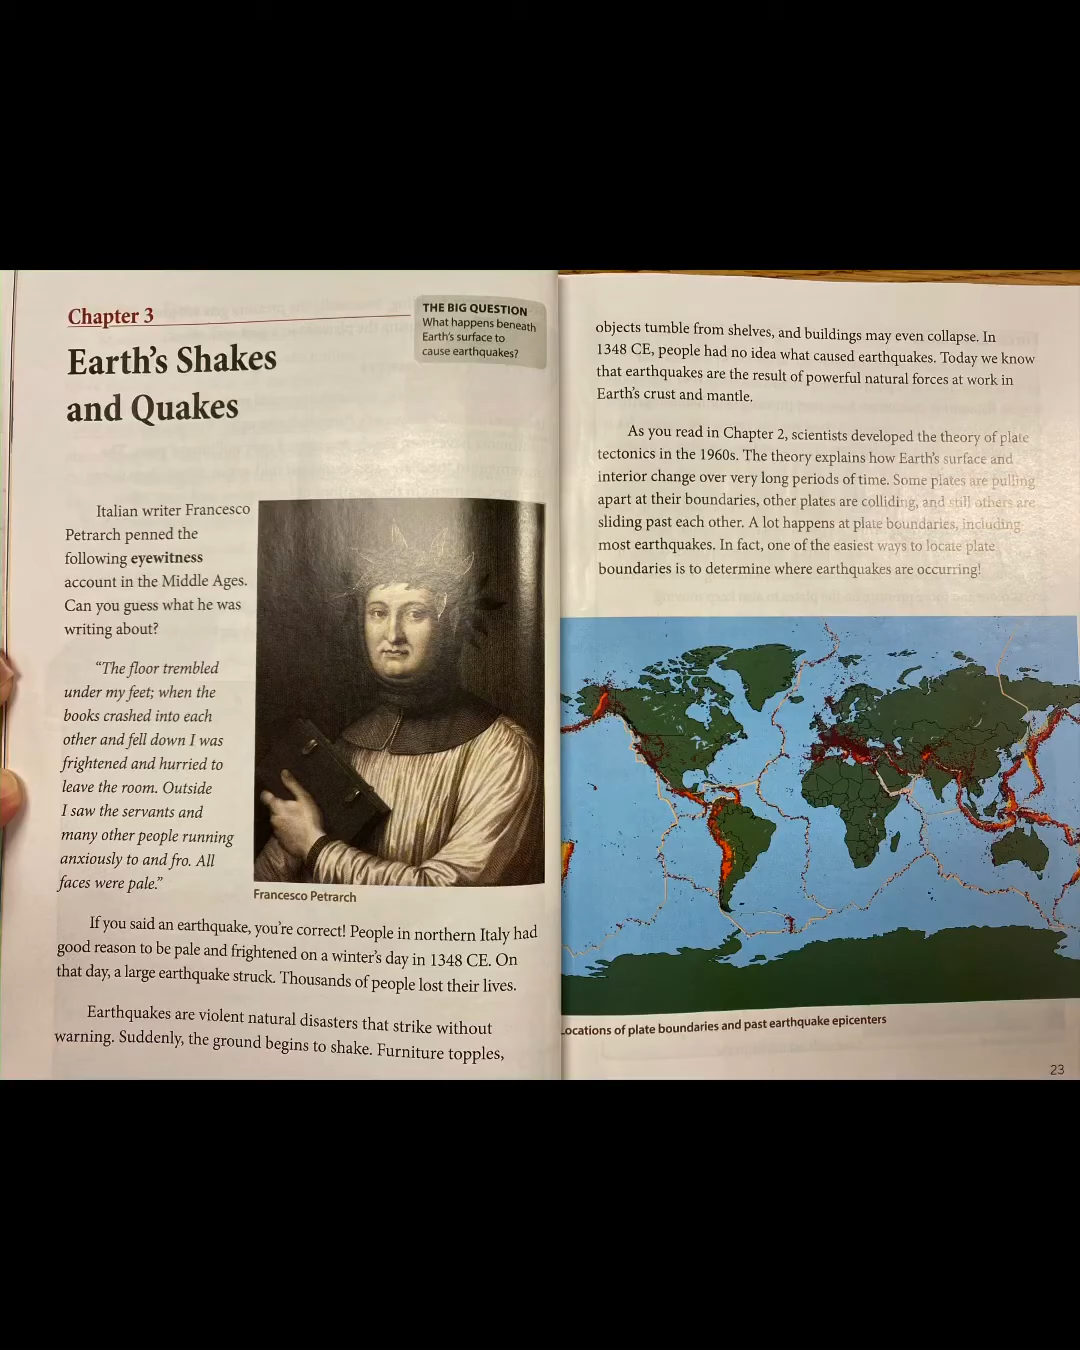 Chapter 3
Earth's Shakes
and Quakes
THE BIG QUESTION
What happens beneath
Earth's surface to
cause earthquakes?
Italian writer Francesco
Petrarch penned the
following eyewitness
account in the Middle Ages.
Can you guess what he was
writing about?
"The floor trembled
under my feet; when the
books crashed into each
other and fell down I was
frightened and hurried to
leave the room. Outside
I saw the servants and
many other people running
anxiously to and fro. All
faces were pale."
Francesco Petrarch
If you said an earthquake, you're correct! People in northern Italy had
good reason to be pale and frightened on a winter's day in 1348 CE. On
that day, a large earthquake struck. Thousands of people lost their lives.
Earthquakes are violent natural disasters that strike without
warning. Suddenly, the ground begins to shake. Furniture topples,
objects tumble from shelves, and buildings may even collapse. In
1348 CE, people had no idea what caused earthquakes. Today we know
that earthquakes are the result of powerful natural forces at work in
Earth's crust and mantle.
As you read in Chapter 2, scientists developed the theory of plate
tectonics in the 1960s. The theory explains how Earth's surface and
interior change over very long periods of time. Some plates are pulling
apart at their boundaries, other plates are colliding, and still others are
sliding past each other. A lot happens at plate boundaries, including
most earthquakes. In fact, one of the easiest ways to locate plate
boundaries is to determine where earthquakes are occurring!
Locations of plate boundaries and past earthquake epicenters
23